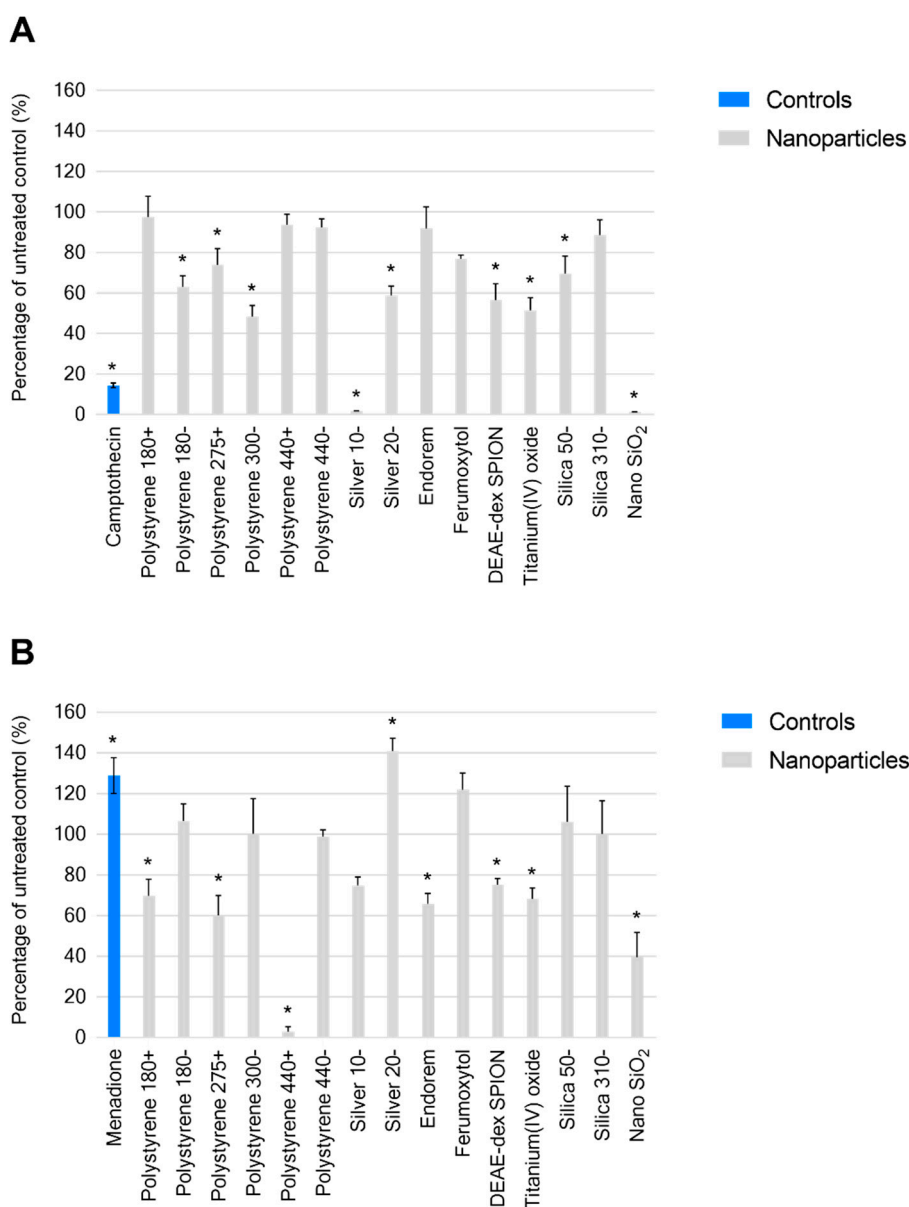 A
Percentage of untreated control (%)
160
140
120
100
80
60
40
20
0
* * * * * * * * * *
Camptothecin
Polystyrene 180+
Polystyrene 180-
Polystyrene 275+
Polystyrene 300-
Polystyrene 440+
Polystyrene 440-
Silver 10-
Silver 20-
Endorem
Ferumoxytol
DEAE-dex SPION
Titanium(IV) oxide
Silica 50-
Silica 310-
Nano SiO₂
Controls
Nanoparticles
B
Percentage of untreated control (%)
160
140
120
100
80
60
40
20
0
* * * * * * * * *
Menadione
Polystyrene 180+
Polystyrene 180-
Polystyrene 275+
Polystyrene 300-
Polystyrene 440+
Polystyrene 440-
Silver 10-
Silver 20-
Endorem
Ferumoxytol
DEAE-dex SPION
Titanium(IV) oxide
Silica 50-
Silica 310-
Nano SiO₂
Controls
Nanoparticles